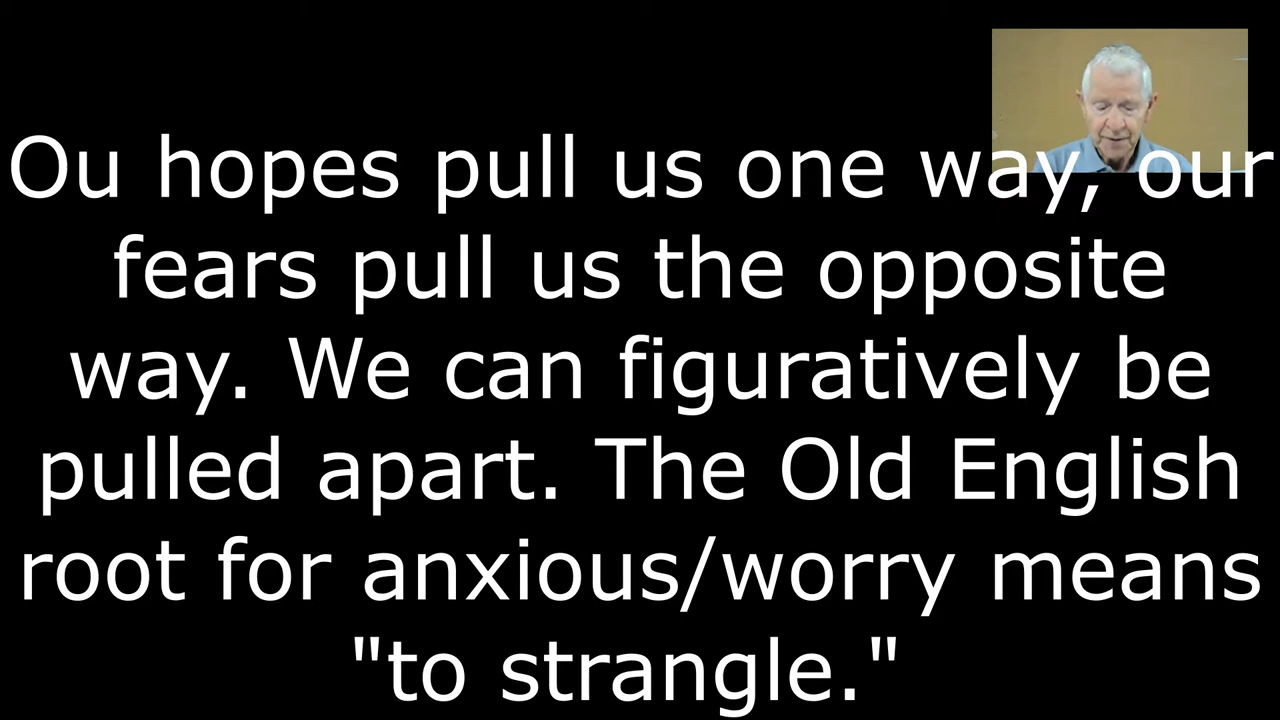 Ou hopes pull us one way, our
fears pull us the opposite
way. We can figuratively be
pulled apart. The Old English
root for anxious/worry means
"to strangle."